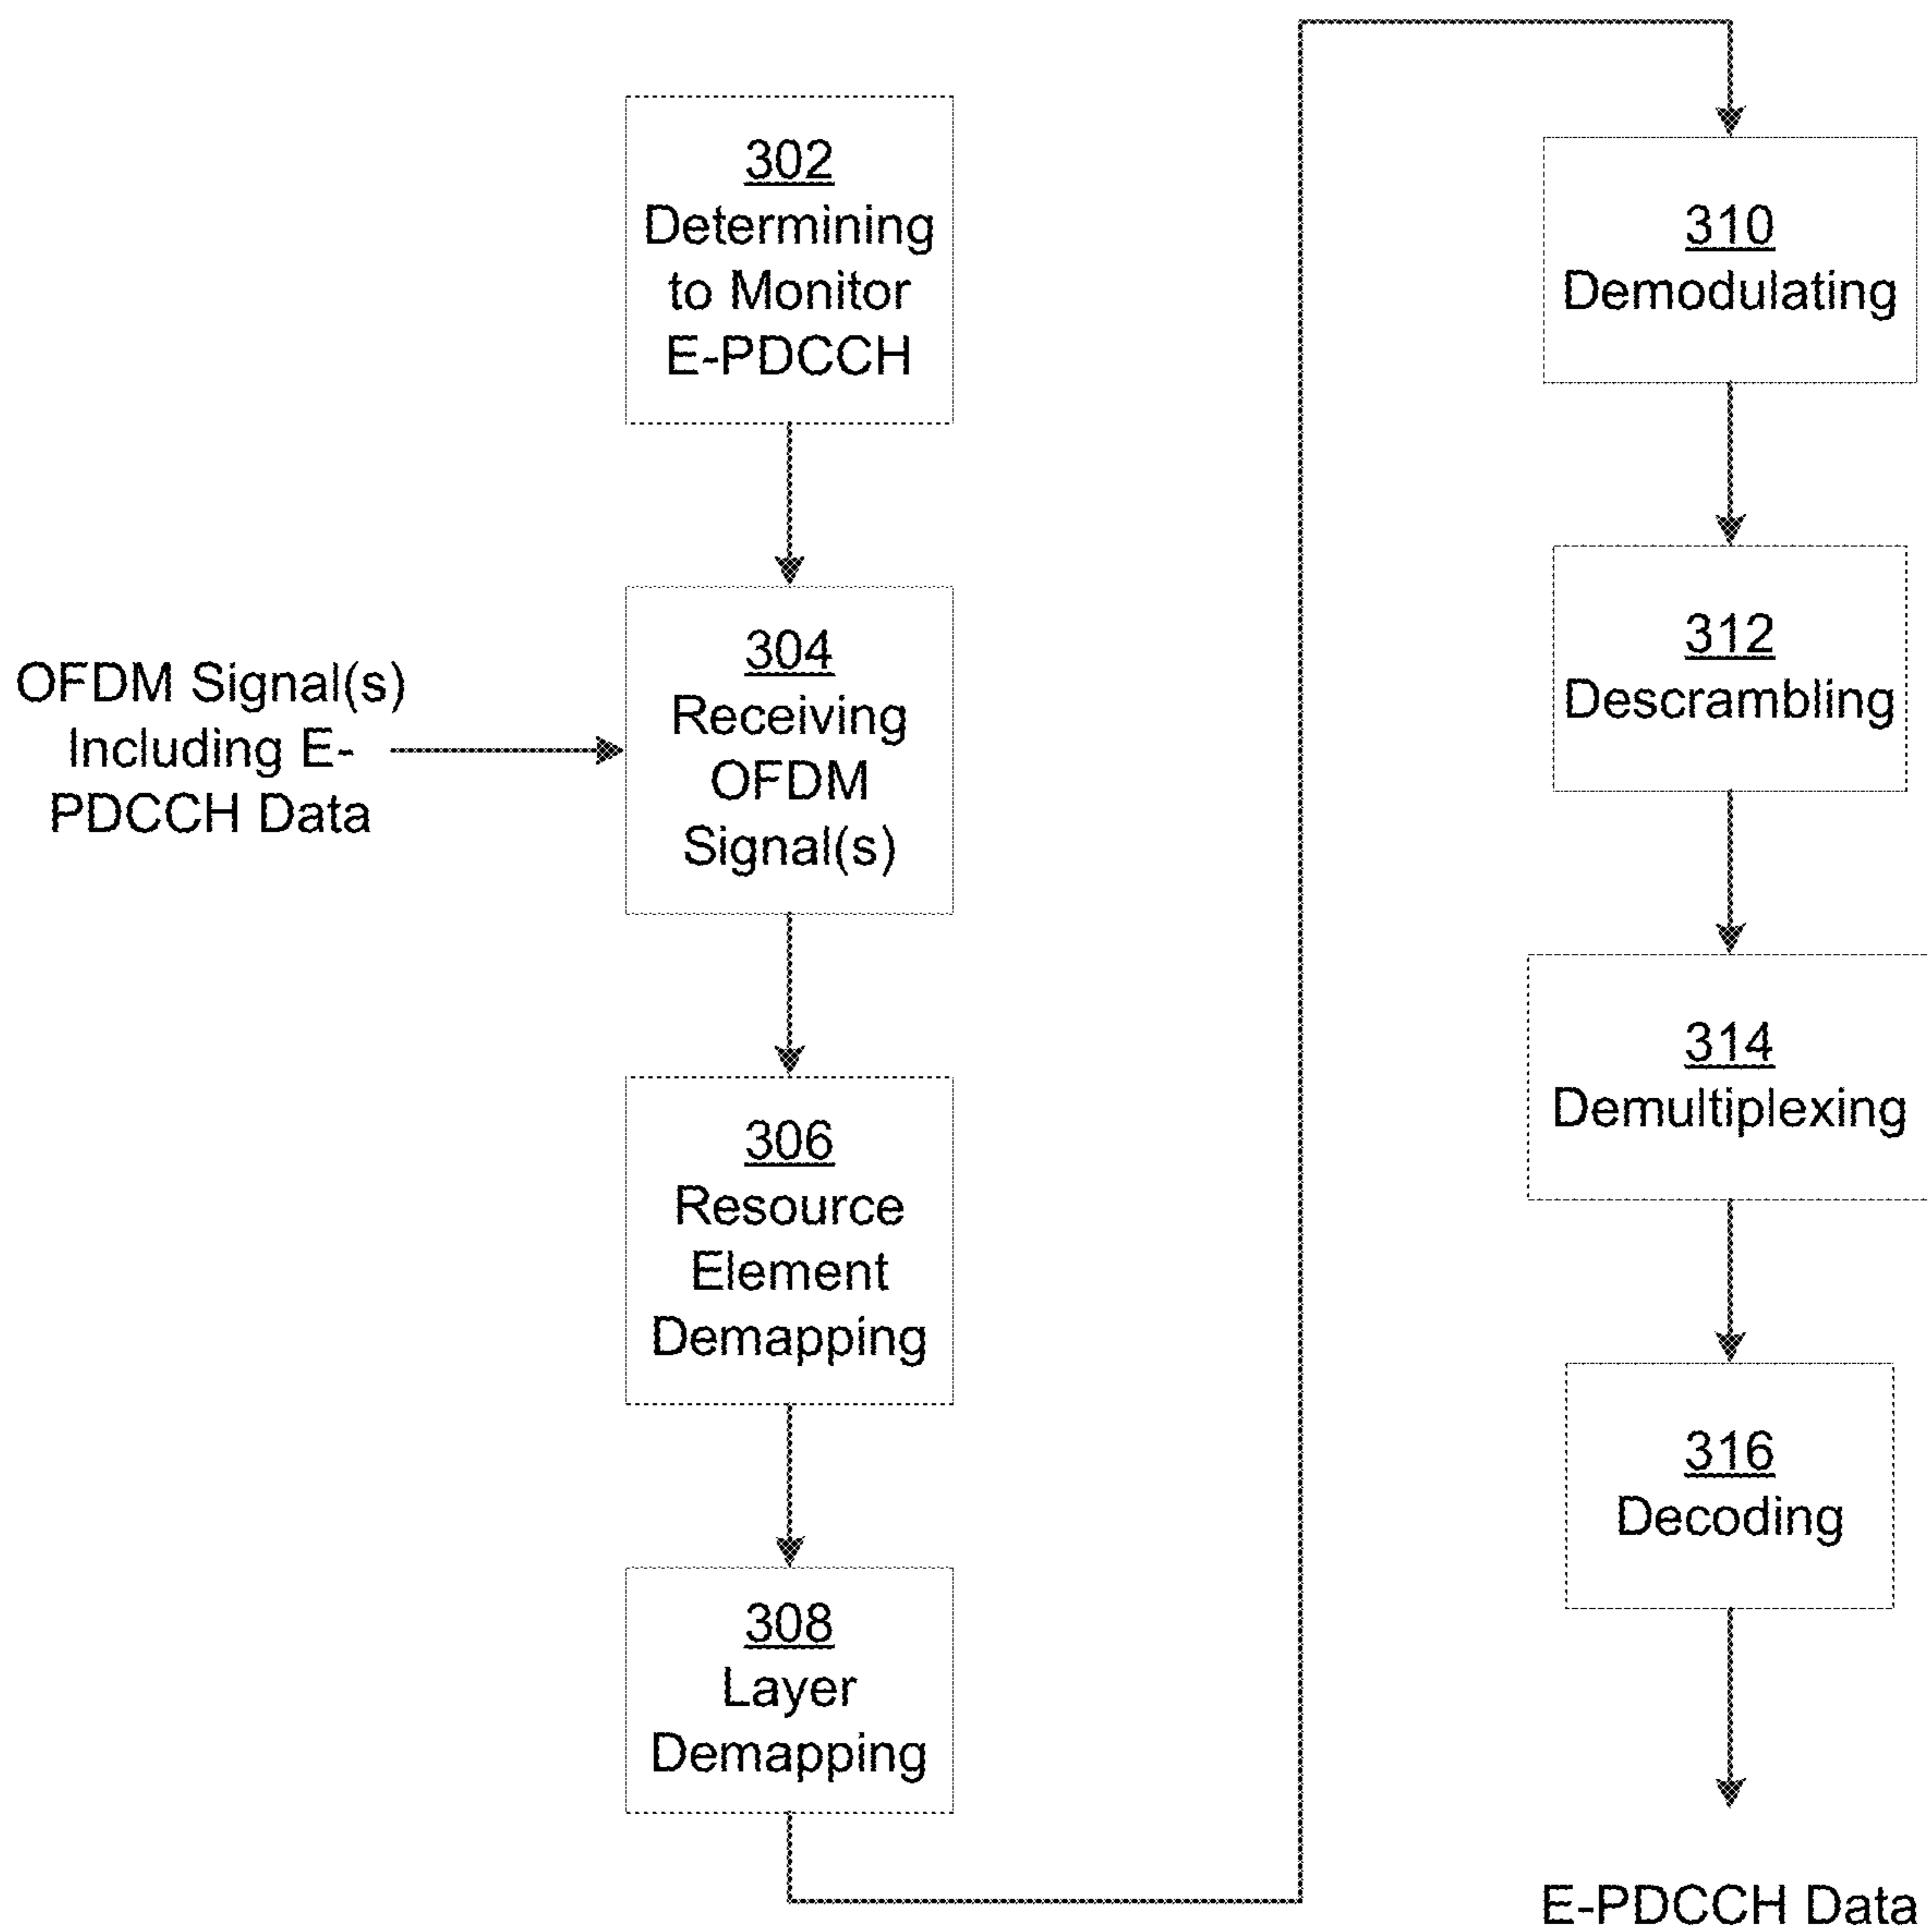 302
Determining
to Monitor
E-PDCCH
OFDM Signal(s)
Including E-
PDCCH Data
304
Receiving
OFDM
Signal(s)
306
Resource
Element
Demapping
308
Layer
Demapping
310
Demodulating
312
Descrambling
314
Demultiplexing
316
Decoding
E-PDCCH Data